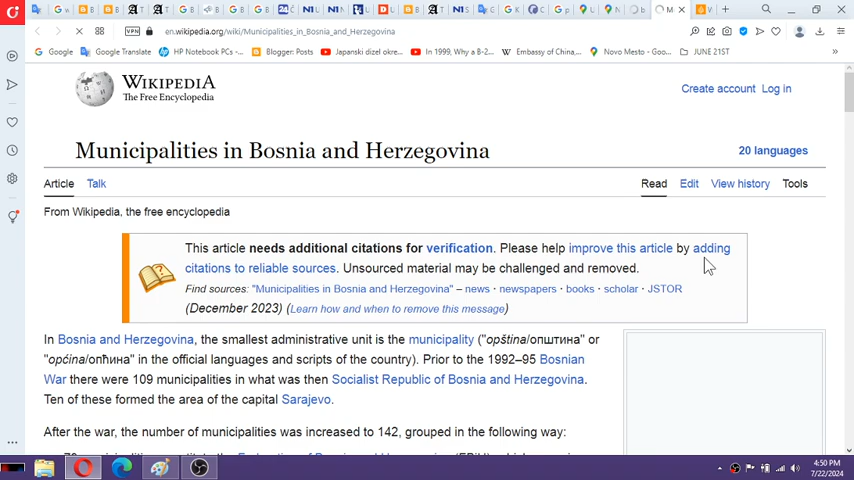 en.wikipedia.org/wiki/Municipalities_in_Bosnia_and_Herzegovina
VPN
Google
Google Translate
HP Notebook PCs -...
Blogger: Posts
Japanski dizel okre...
In 1999, Why a B-2...
Embassy of China,...
Novo Mesto - Goog...
JUNE 21ST
WIKIPEDIA
The Free Encyclopedia
Create account Log in
Municipalities in Bosnia and Herzegovina
20 languages
Article Talk Read Edit View history Tools
From Wikipedia, the free encyclopedia
This article needs additional citations for verification. Please help improve this article by adding
citations to reliable sources. Unsourced material may be challenged and removed.
Find sources: "Municipalities in Bosnia and Herzegovina" – news · newspapers · books · scholar · JSTOR
(December 2023) (Learn how and when to remove this message)
In Bosnia and Herzegovina, the smallest administrative unit is the municipality ("opština/општина" or
"općina/опћина" in the official languages and scripts of the country). Prior to the 1992–95 Bosnian
War there were 109 municipalities in what was then Socialist Republic of Bosnia and Herzegovina.
Ten of these formed the area of the capital Sarajevo.
After the war, the number of municipalities was increased to 142, grouped in the following way:
4:50 PM
7/22/2024